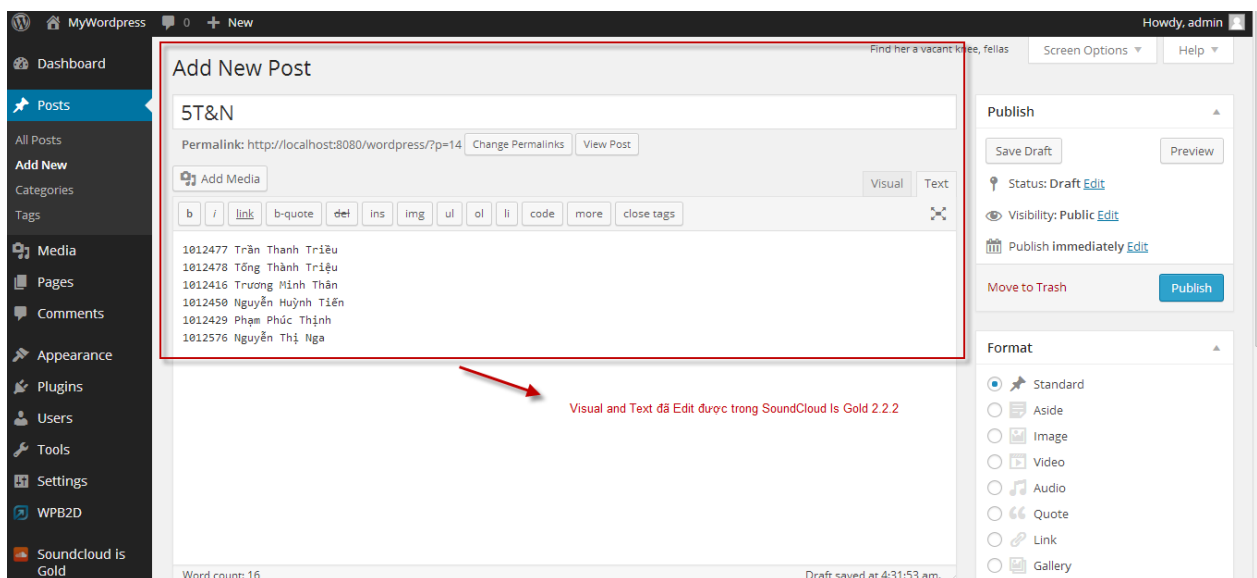 MyWordpress 0 + New Howdy, admin
Dashboard
Posts
All Posts
Add New
Categories
Tags
Media
Pages
Comments
Appearance
Plugins
Users
Tools
Settings
WPB2D
Soundcloud is
Gold
Find her a vacant knee, fellas
Screen Options Help
Add New Post
5T&N
Permalink: http://localhost:8080/wordpress/?p=14 Change Permalinks View Post
Add Media
Visual Text
b i link b-quote del ins img ul ol li code more close tags
1012477 Trần Thanh Triều
1012478 Tống Thành Triệu
1012416 Trương Minh Thân
1012450 Nguyễn Huỳnh Tiến
1012429 Phạm Phúc Thịnh
1012576 Nguyễn Thị Nga
Visual and Text đã Edit được trong SoundCloud Is Gold 2.2.2
Word count: 16 Draft saved at 4:31:53 am.
Publish
Save Draft Preview
Status: Draft Edit
Visibility: Public Edit
Publish immediately Edit
Move to Trash Publish
Format
Standard
Aside
Image
Video
Audio
Quote
Link
Gallery